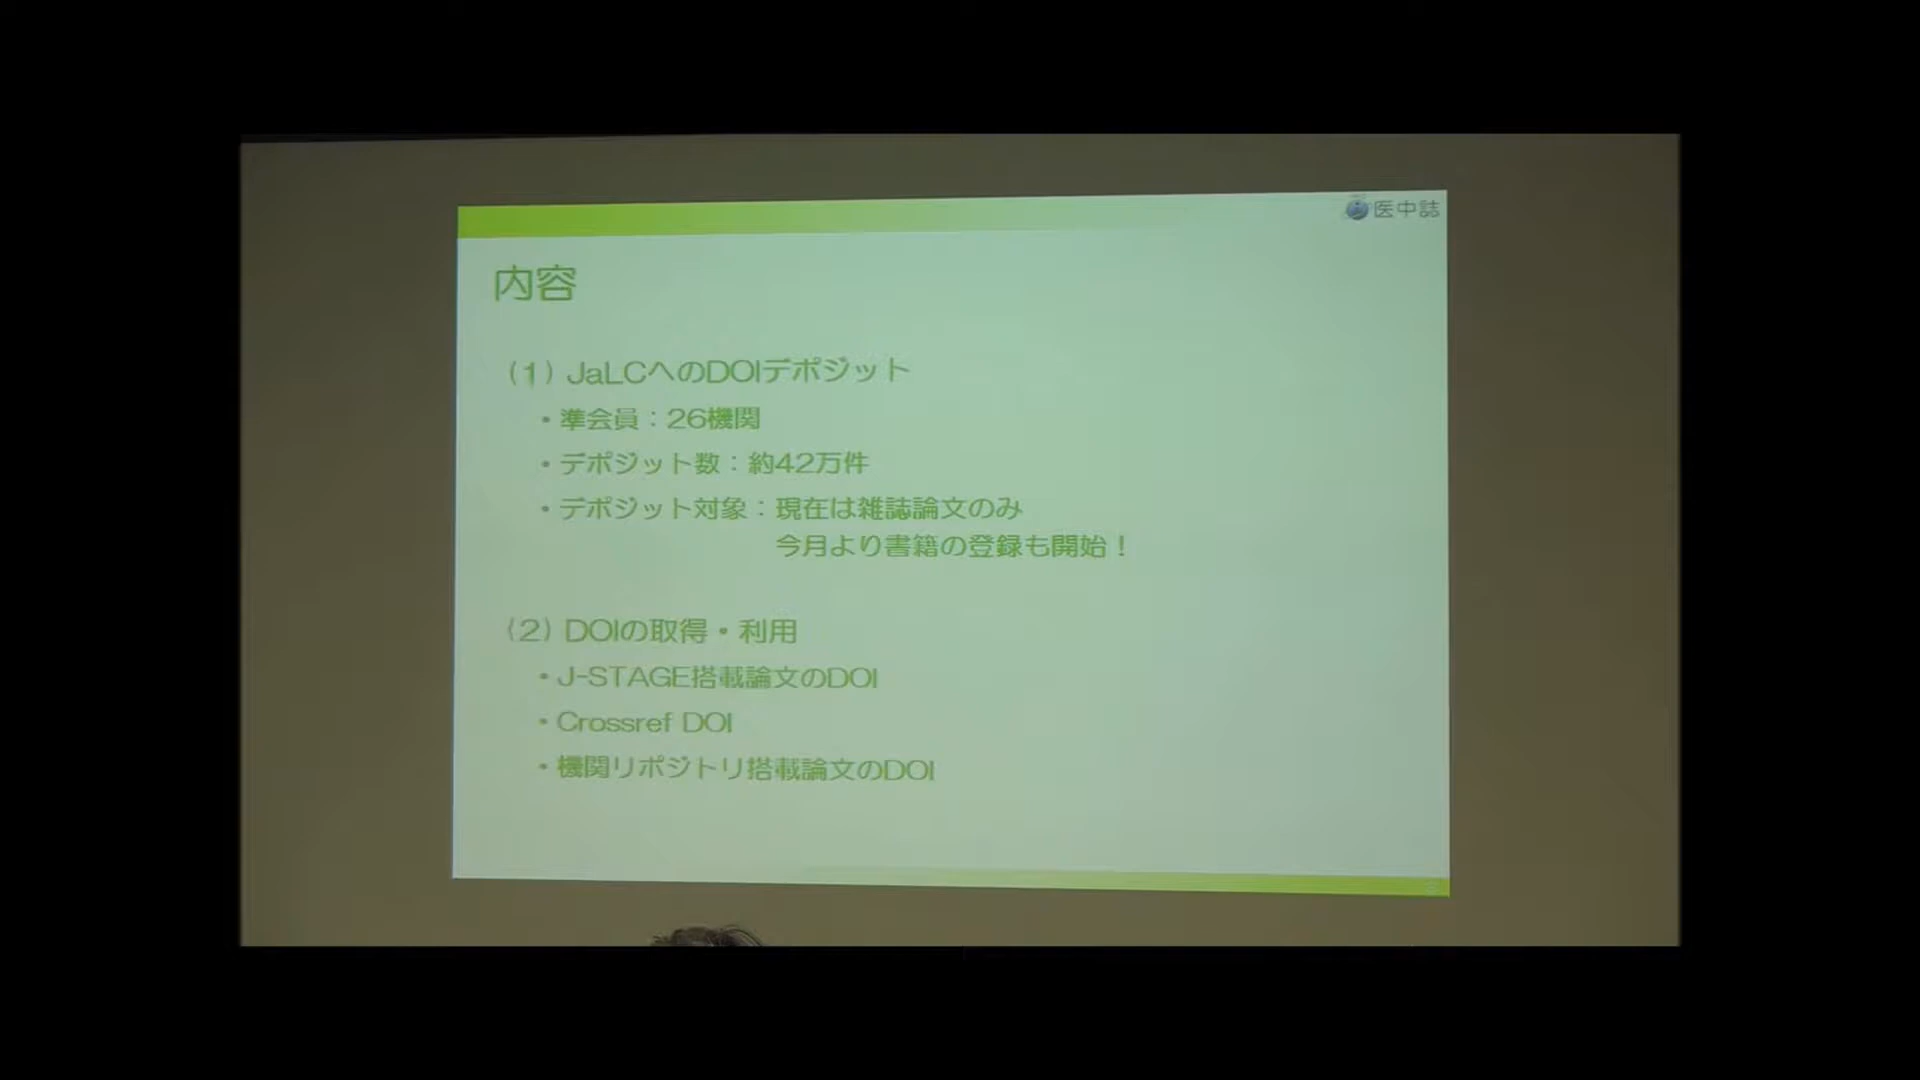 医中誌
内容
(1) JaLCへのDOIデポジット
・準会員：26機関
・デポジット数：約42万件
・デポジット対象：現在は雑誌論文のみ
今月より書籍の登録も開始！
(2) DOIの取得・利用
・J-STAGE搭載論文のDOI
・Crossref DOI
・機関リポジトリ搭載論文のDOI